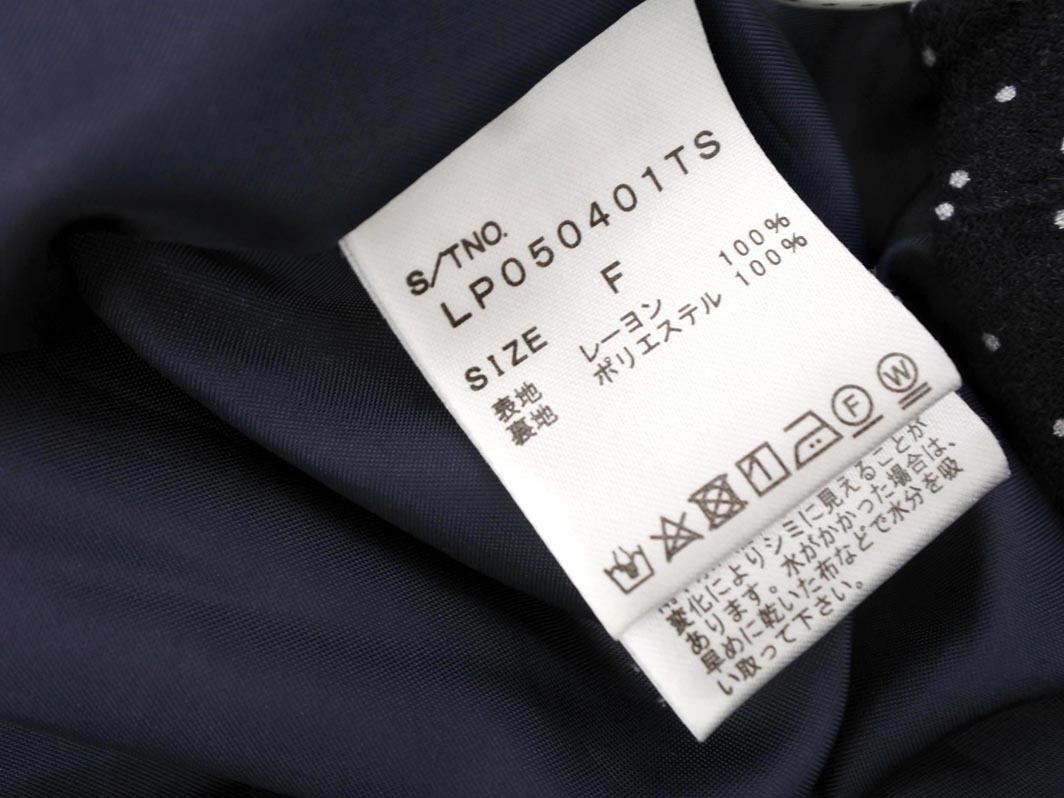 S/TNO.
LP050401TS
SIZE F
表地 レーヨン 100%
裏地 ポリエステル 100%
F W
変化によりシミに見えることが
あります。水がかかった場合は、
早めに乾いた布などで水分を吸
い取って下さい。